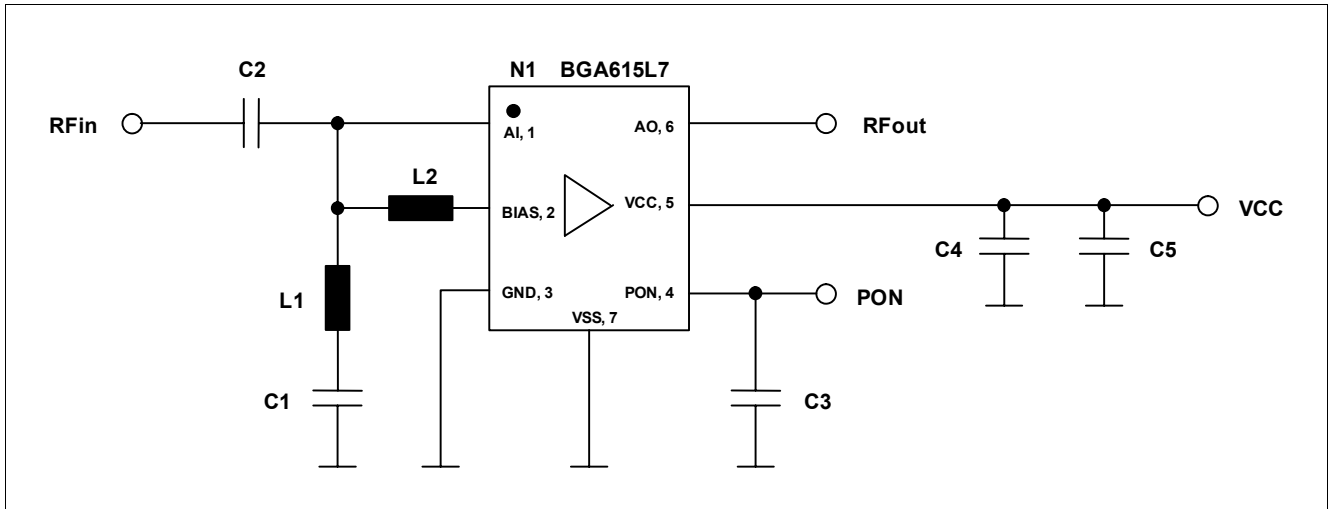 C2
N1 BGA615L7
RFin
AI, 1
AO, 6
RFout
L2
BIAS, 2
VCC, 5
VCC
C4
C5
L1
GND, 3
PON, 4
PON
VSS, 7
C1
C3